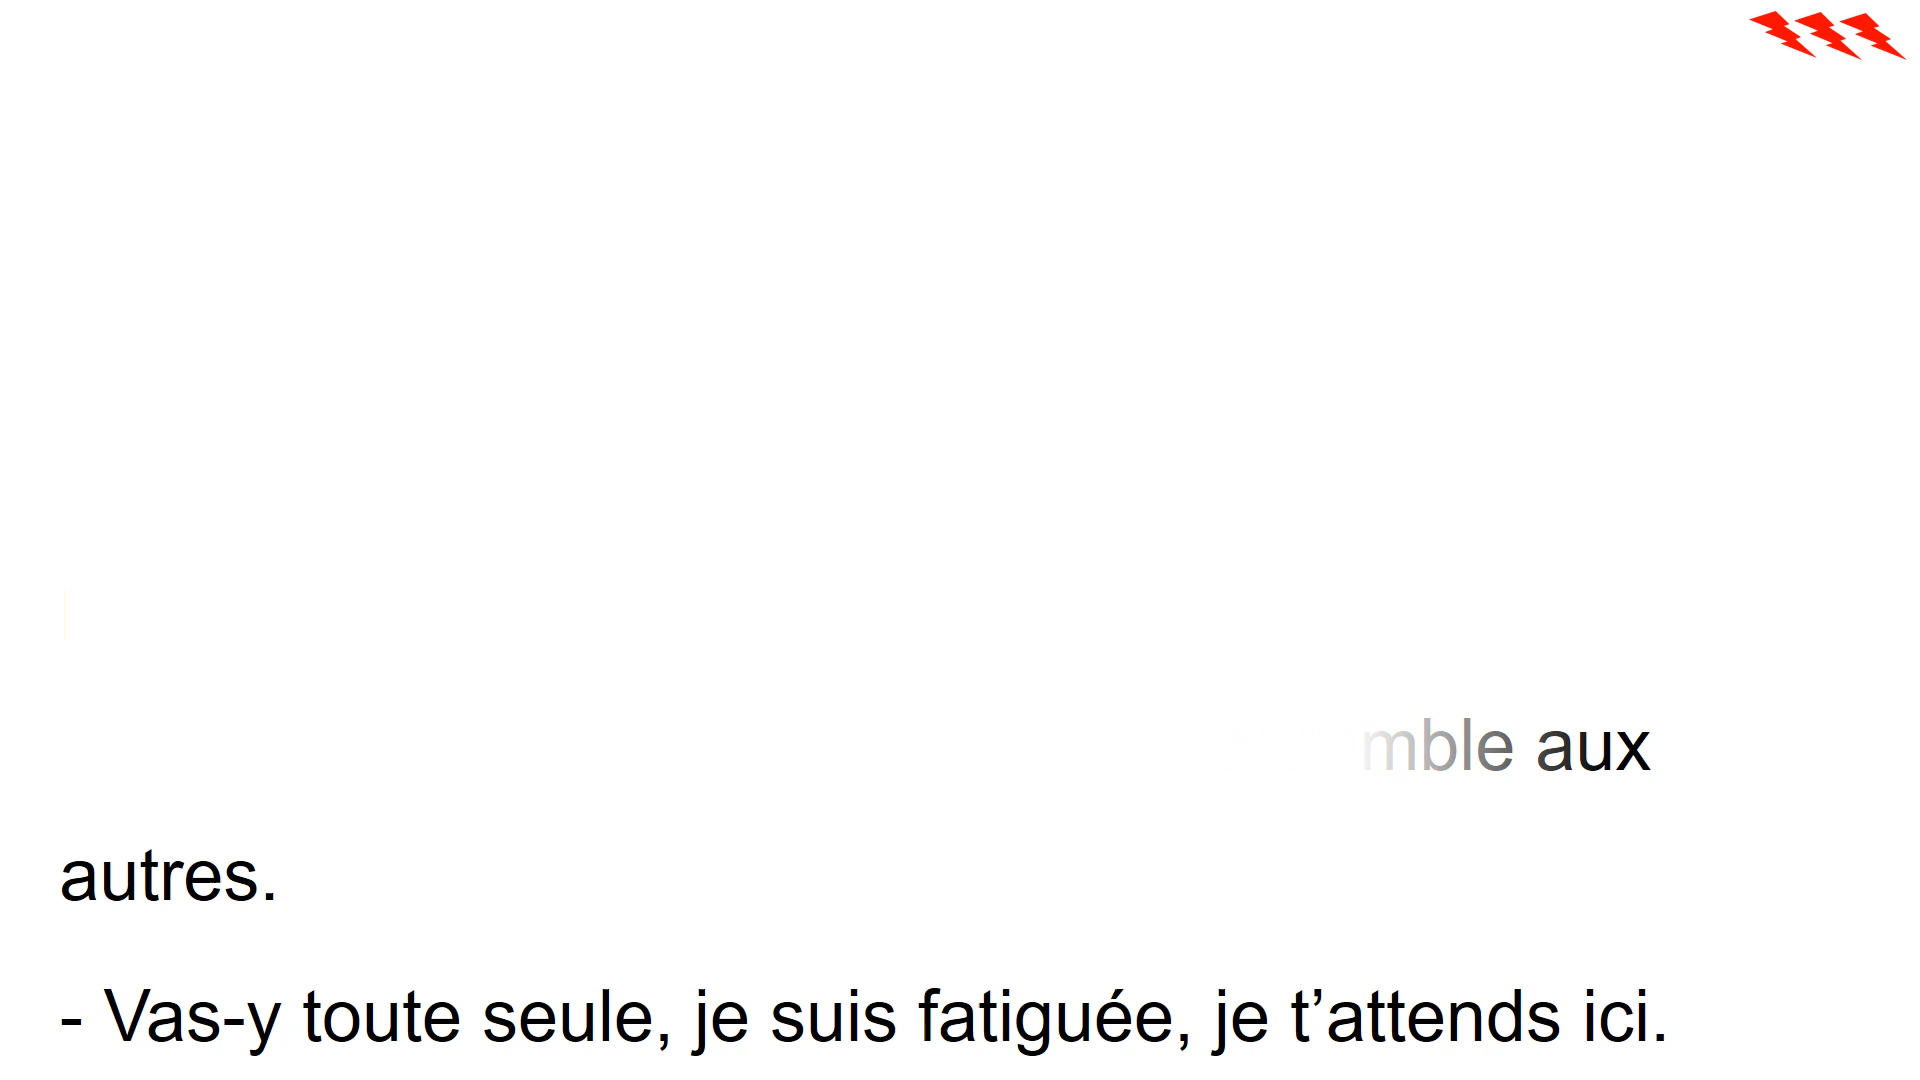 mble aux
autres.
- Vas-y toute seule, je suis fatiguée, je t’attends ici.